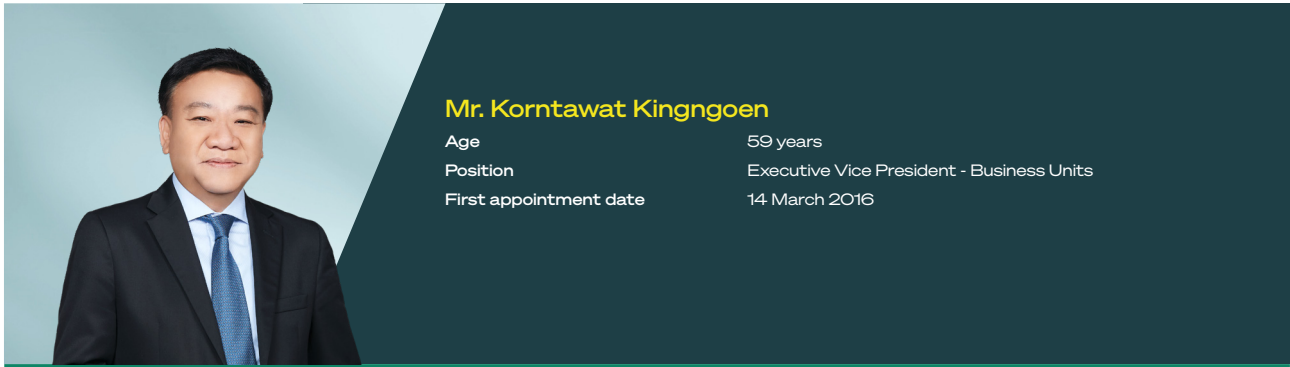 Mr. Korntawat Kingngoen
Age 59 years
Position Executive Vice President - Business Units
First appointment date 14 March 2016